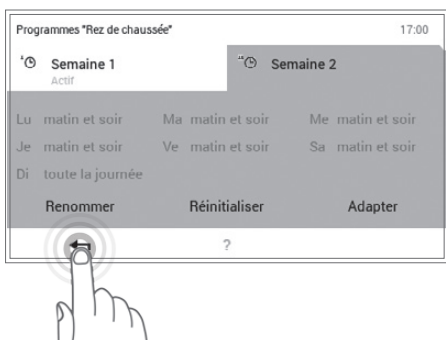 Programmes "Rez de chaussée" 17:00
Semaine 1 Semaine 2
Actif
Lu matin et soir Ma matin et soir Me matin et soir
Je matin et soir Ve matin et soir Sa matin et soir
Di toute la journée
Renommer Réinitialiser Adapter
?